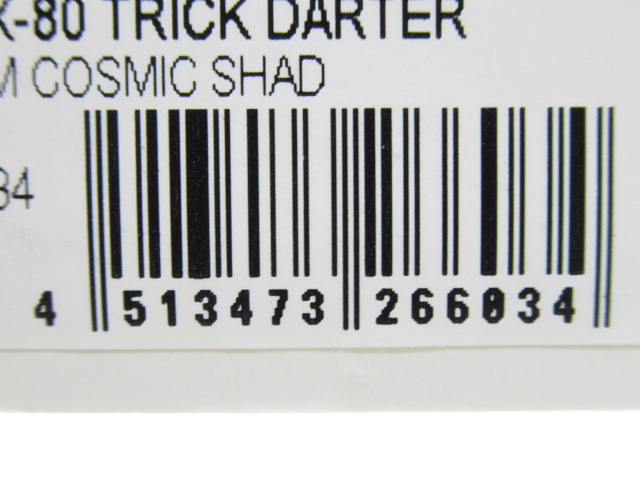 X-80 TRICK DARTER
M COSMIC SHAD
34
4 513473 266034